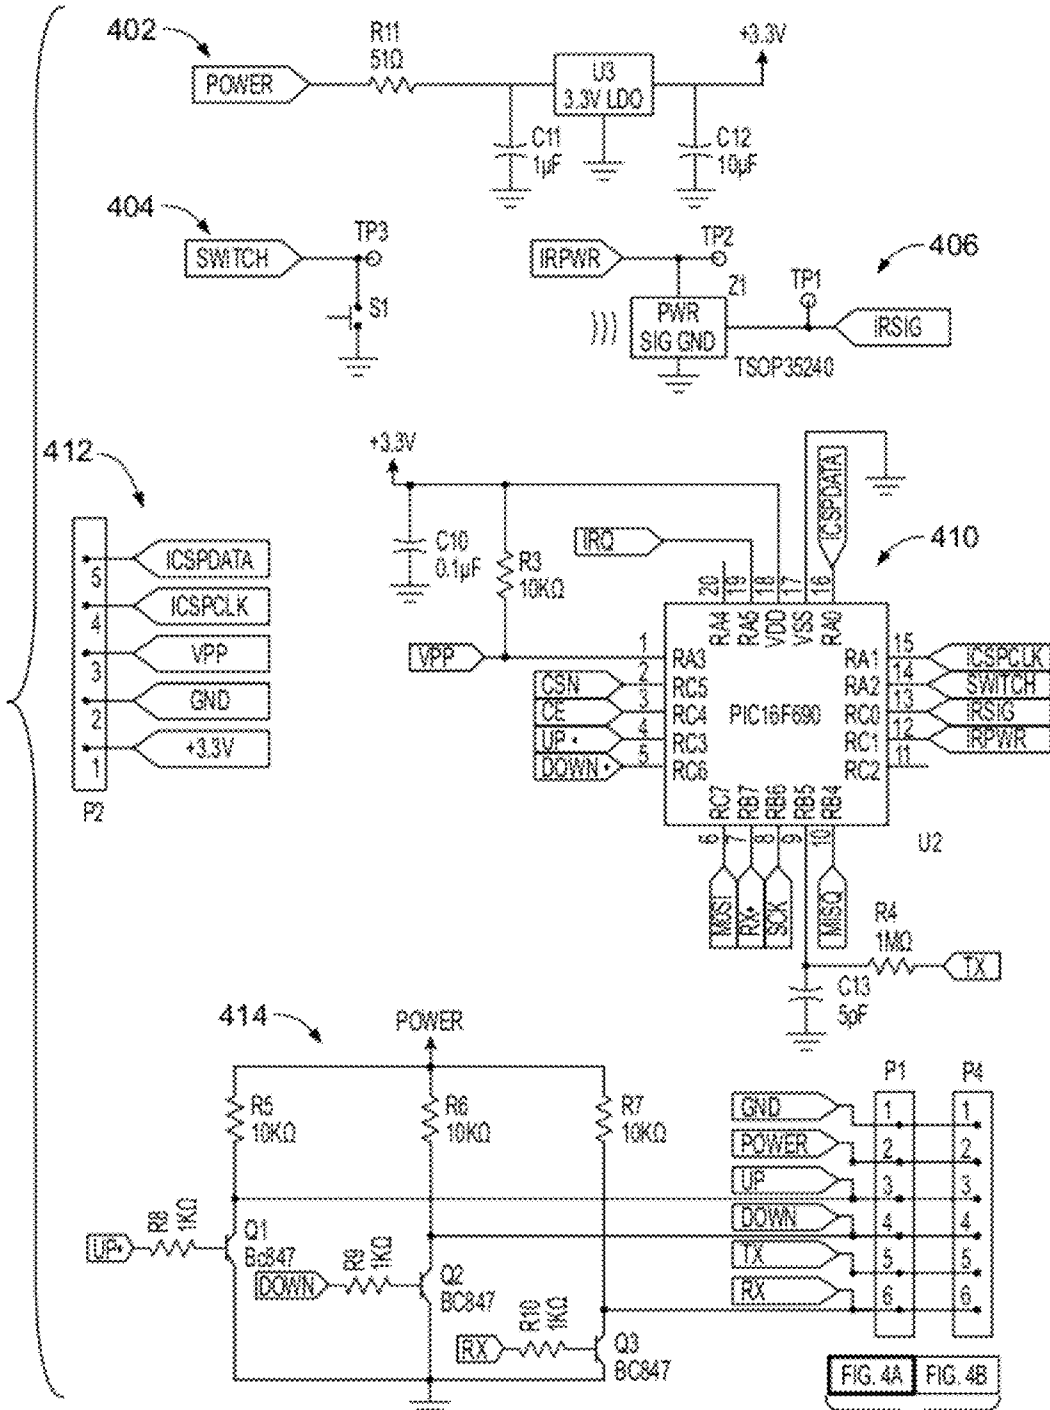 402
R11
51Ω
POWER
U3
3.3V LDO
+3.3V
C11
1µF
C12
10µF
404
SWITCH
TP3
S1
IRPWR
TP2
Z1
PWR
SIG GND
TP1
406
IRSIG
TSOP35240
412
ICSPDATA
ICSPCLK
VPP
GND
+3.3V
5
4
3
2
1
P2
+3.3V
C10
0.1µF
R3
10KΩ
IRQ
VPP
ICSPDATA
410
20
19
18
17
16
RA4
RA5
VDD
VSS
RA0
CSN
CE
UP+
DOWN+
1
2
3
4
5
RA3
RC5
RC4
RC3
RC6
PIC16F690
RA1
RA2
RC0
RC1
RC2
15
14
13
12
11
ICSPCLK
SWITCH
IRSIG
IRPWR
RC7
RB7
RB6
RB5
RB4
6
7
8
9
10
U2
MOSI
RX+
SCK
MISO
R4
1MΩ
TX
C13
5pF
414
POWER
R5
10KΩ
R6
10KΩ
R7
10KΩ
UP+
R8
1KΩ
Q1
Bc847
DOWN
R9
1KΩ
Q2
BC847
RX
R10
1KΩ
Q3
BC847
P1
P4
GND
POWER
UP
DOWN
TX
RX
1
2
3
4
5
6
1
2
3
4
5
6
FIG. 4A
FIG. 4B